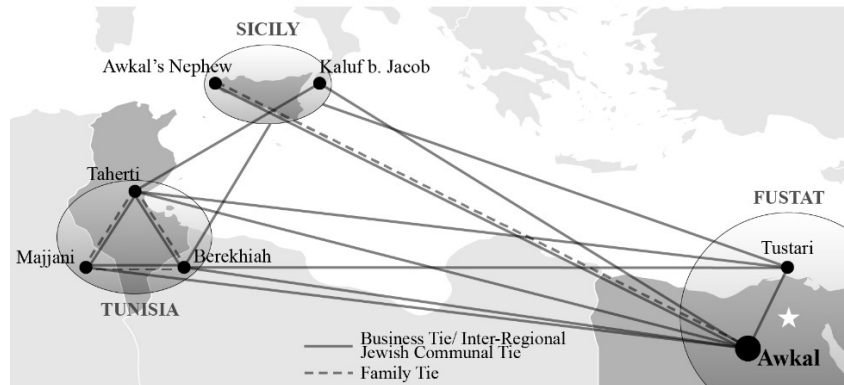 SICILY
Awkal's Nephew
Kaluf b. Jacob
Taherti
FUSTAT
Tustari
Majjani
Berekhiah
TUNISIA
Business Tie/ Inter-Regional
Jewish Communal Tie
Family Tie
Awkal